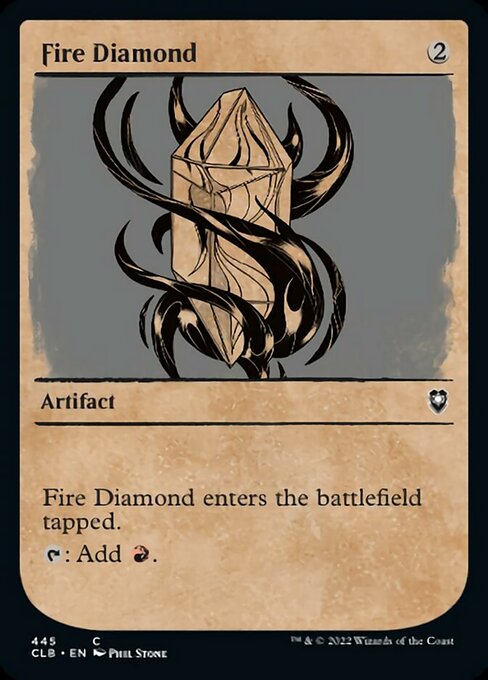 Fire Diamond 2
Artifact
Fire Diamond enters the battlefield
tapped.
: Add .
445 C
CLB • EN Phil Stone
™ & © 2022 Wizards of the Coast